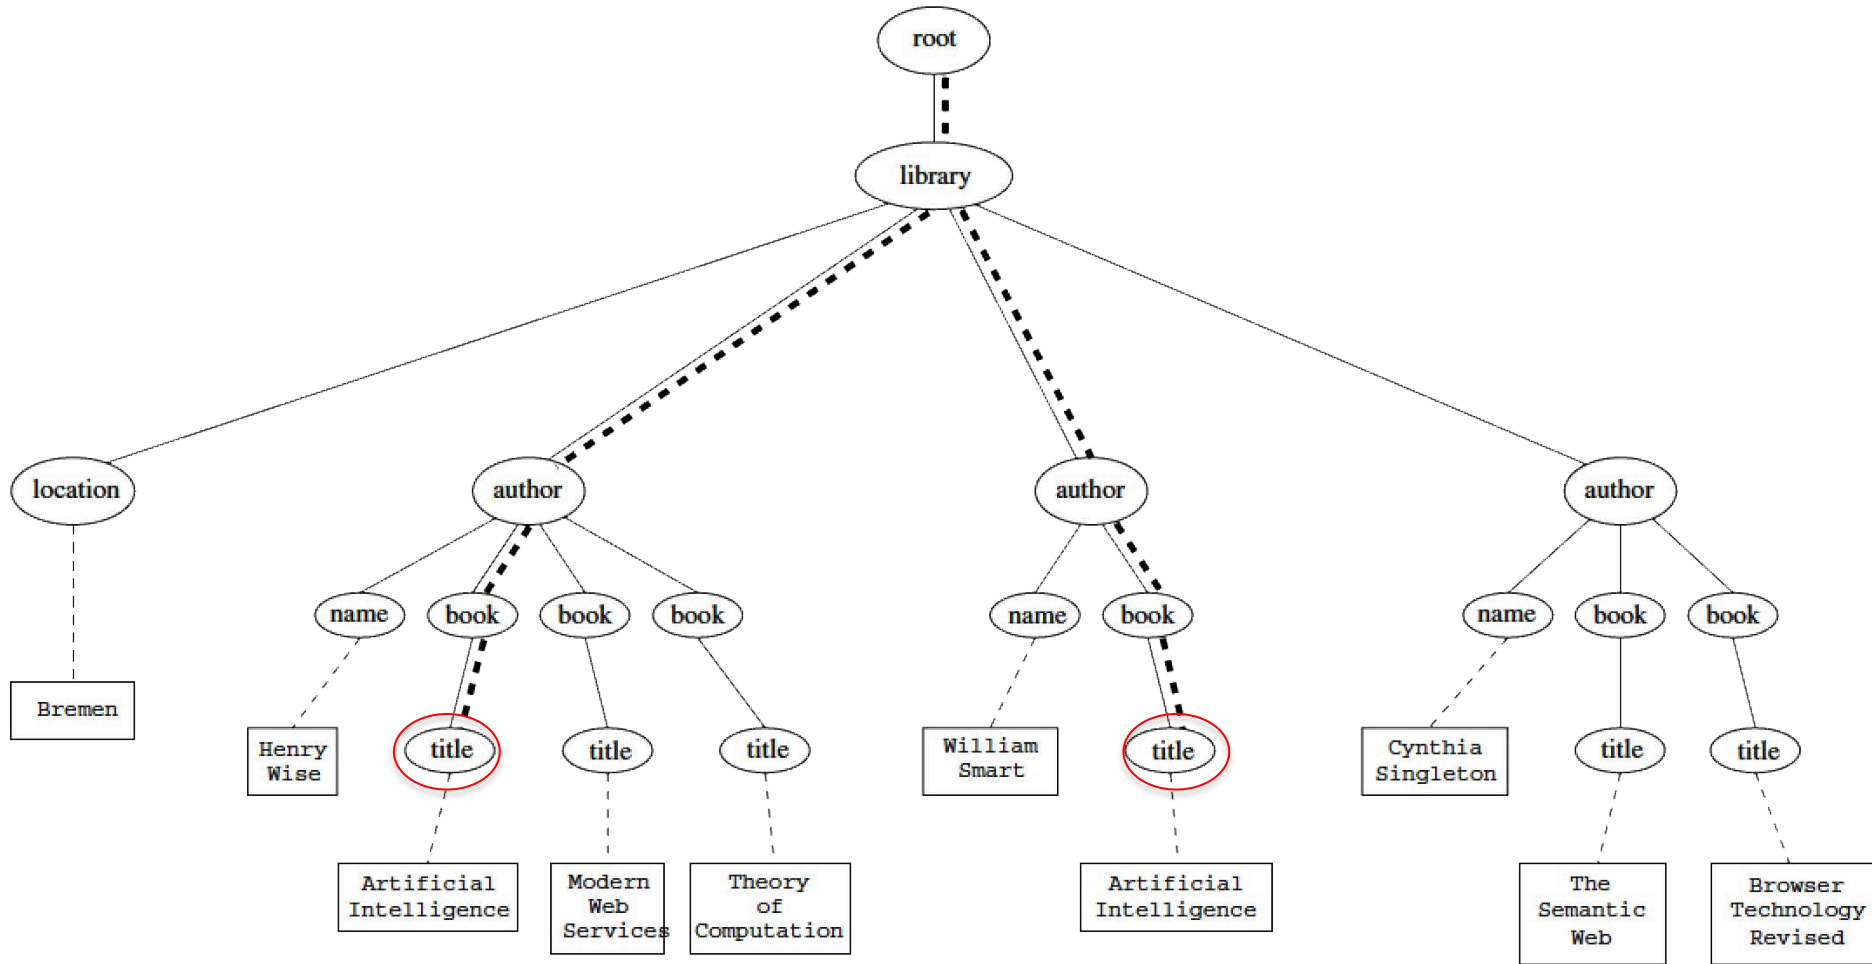 root
library
location
author
author
author
name
book
book
book
name
book
name
book
book
Bremen
Henry
Wise
title
title
title
William
Smart
title
Cynthia
Singleton
title
title
Artificial
Intelligence
Modern
Web
Services
Theory
of
Computation
Artificial
Intelligence
The
Semantic
Web
Browser
Technology
Revised